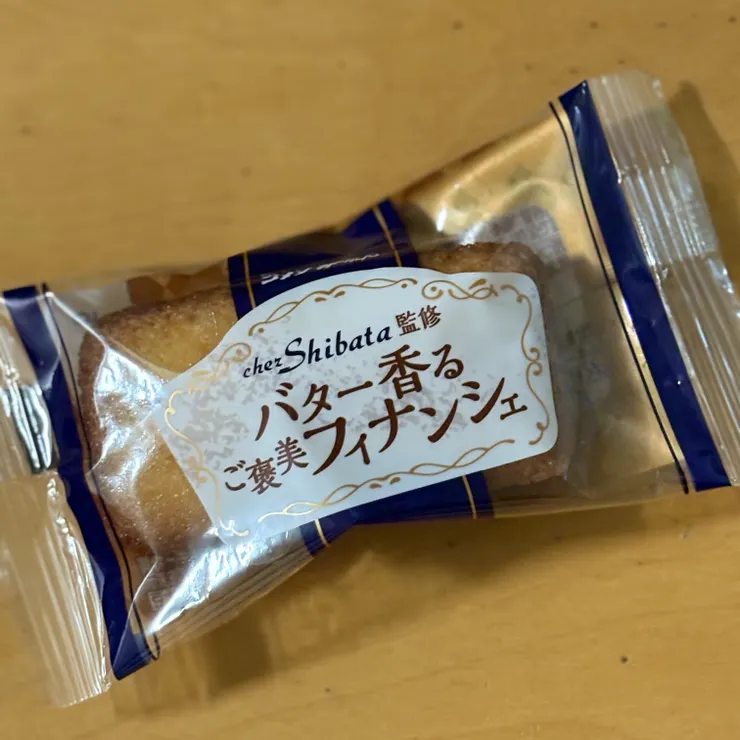 chez Shibata 監修
バター香る
ご褒美フィナンシェ